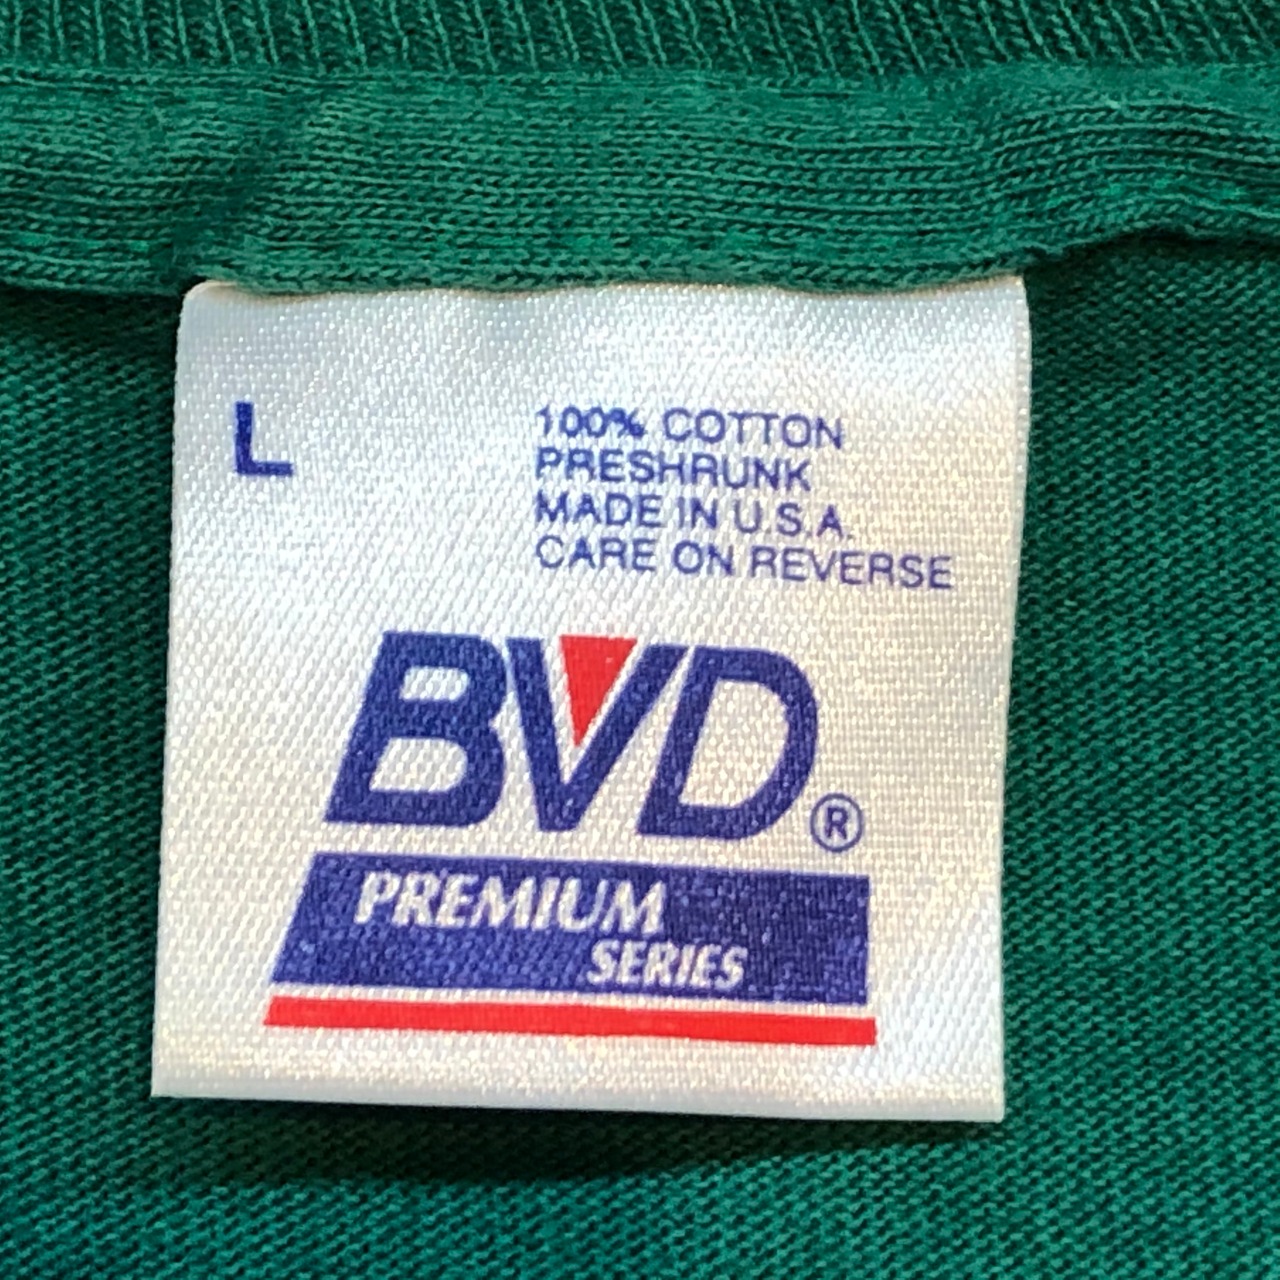 L
100% COTTON
PRESHRUNK
MADE IN U.S.A.
CARE ON REVERSE
BVD®
PREMIUM
SERIES